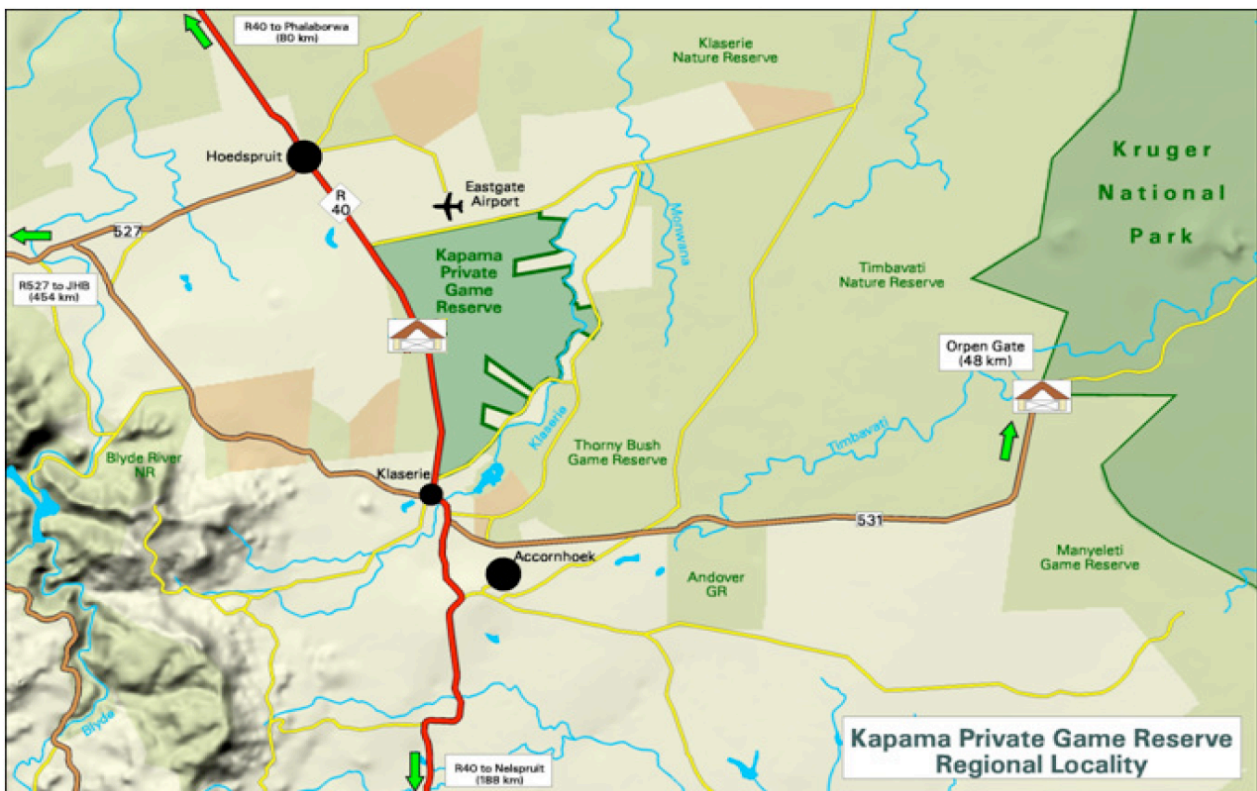 R40 to Phalaborwa
(80 km)
Klaserie
Nature Reserve
Hoedspruit
Kruger
National
Park
R
40
Eastgate
Airport
527
Monwana
Kapama
Private
Game
Reserve
Timbavati
Nature Reserve
R527 to JHB
(454 km)
Orpen Gate
(48 km)
Klaserie
Timbavati
Thorny Bush
Game Reserve
Blyde River
NR
Klaserie
531
Accornhoek
Manyeleti
Game Reserve
Andover
GR
Blyde
Kapama Private Game Reserve
Regional Locality
R40 to Nelspruit
(188 km)